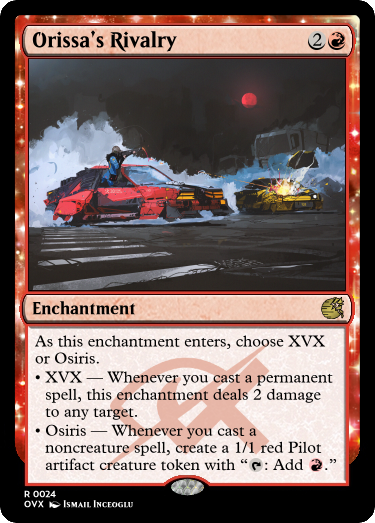 Orissa's Rivalry 2
Enchantment
As this enchantment enters, choose XVX
or Osiris.
• XVX — Whenever you cast a permanent
spell, this enchantment deals 2 damage
to any target.
• Osiris — Whenever you cast a
noncreature spell, create a 1/1 red Pilot
artifact creature token with “: Add .”
R 0024
OVX Ismail Inceoglu